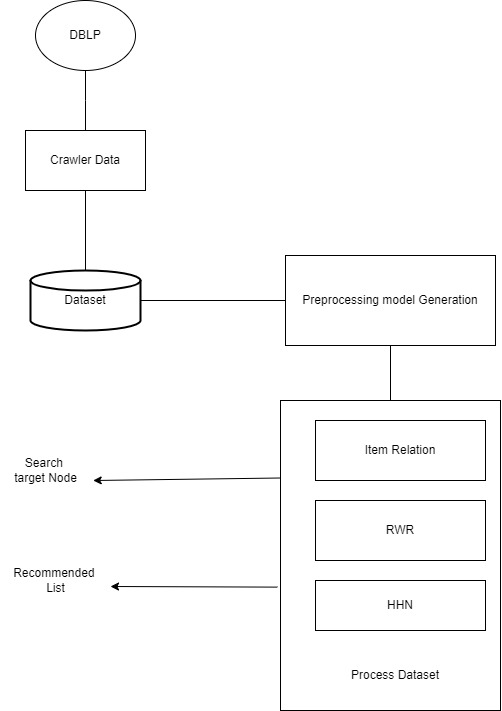 DBLP
Crawler Data
Dataset
Preprocessing model Generation
Item Relation
Search
target Node
RWR
Recommended
List
HHN
Process Dataset